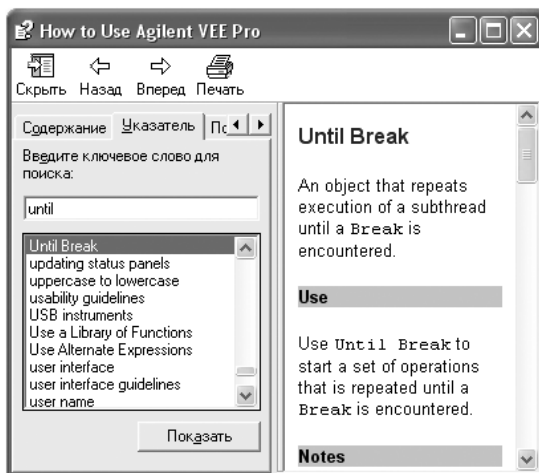 How to Use Agilent VEE Pro
Скрыть Назад Вперед Печать
Содержание Указатель Пс
Введите ключевое слово для
поиска:
until
Until Break
updating status panels
uppercase to lowercase
usability guidelines
USB instruments
Use a Library of Functions
Use Alternate Expressions
user interface
user interface guidelines
user name
Показать
Until Break
An object that repeats
execution of a subthread
until a Break is
encountered.
Use
Use Until Break to
start a set of operations
that is repeated until a
Break is encountered.
Notes